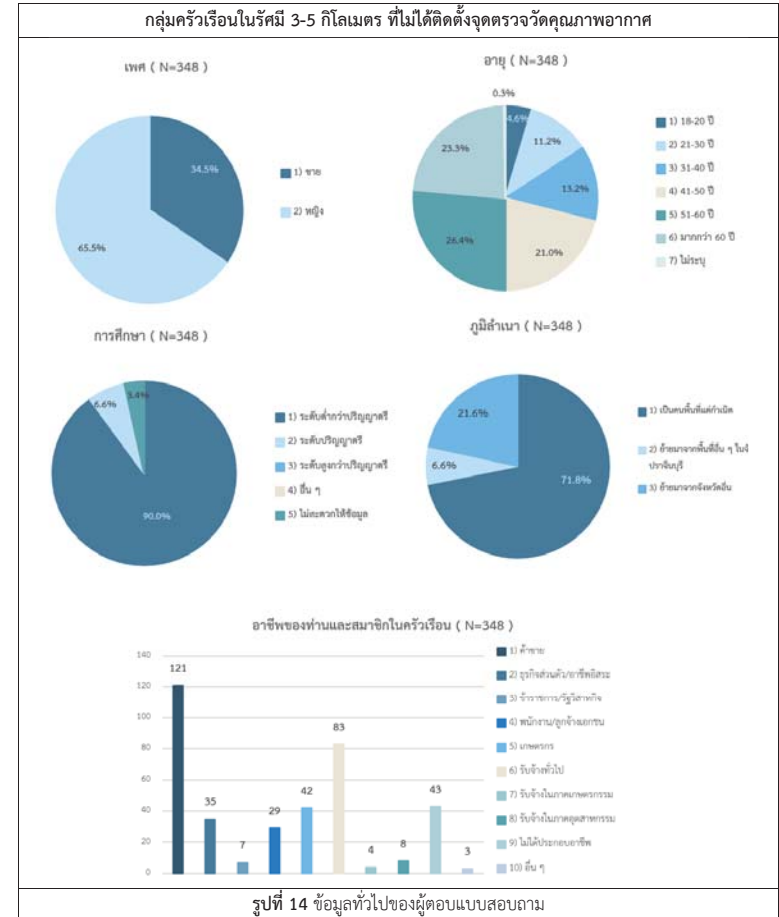 กลุ่มครัวเรือนในรัศมี 3-5 กิโลเมตร ที่ไม่ได้ติดตั้งจุดตรวจวัดคุณภาพอากาศ
เพศ ( N=348 )
34.5%
65.5%
1) ชาย
2) หญิง
อายุ ( N=348 )
0.3%
4.6%
11.2%
13.2%
21.0%
26.4%
23.3%
1) 18-20 ปี
2) 21-30 ปี
3) 31-40 ปี
4) 41-50 ปี
5) 51-60 ปี
6) มากกว่า 60 ปี
7) ไม่ระบุ
การศึกษา ( N=348 )
6.6%
3.4%
90.0%
1) ระดับต่ำกว่าปริญญาตรี
2) ระดับปริญญาตรี
3) ระดับสูงกว่าปริญญาตรี
4) อื่น ๆ
5) ไม่สะดวกให้ข้อมูล
ภูมิลำเนา ( N=348 )
21.6%
6.6%
71.8%
1) เป็นคนพื้นที่แต่กำเนิด
2) ย้ายมาจากพื้นที่อื่น ๆ ในจ
ปราจีนบุรี
3) ย้ายมาจากจังหวัดอื่น
อาชีพของท่านและสมาชิกในครัวเรือน ( N=348 )
140
120
100
80
60
40
20
0
121
35
7
29
42
83
4
8
43
3
1) ค้าขาย
2) ธุรกิจส่วนตัว/อาชีพอิสระ
3) ข้าราชการ/รัฐวิสาหกิจ
4) พนักงาน/ลูกจ้างเอกชน
5) เกษตรกร
6) รับจ้างทั่วไป
7) รับจ้างในภาคเกษตรกรรม
8) รับจ้างในภาคอุตสาหกรรม
9) ไม่ได้ประกอบอาชีพ
10) อื่น ๆ
รูปที่ 14 ข้อมูลทั่วไปของผู้ตอบแบบสอบถาม